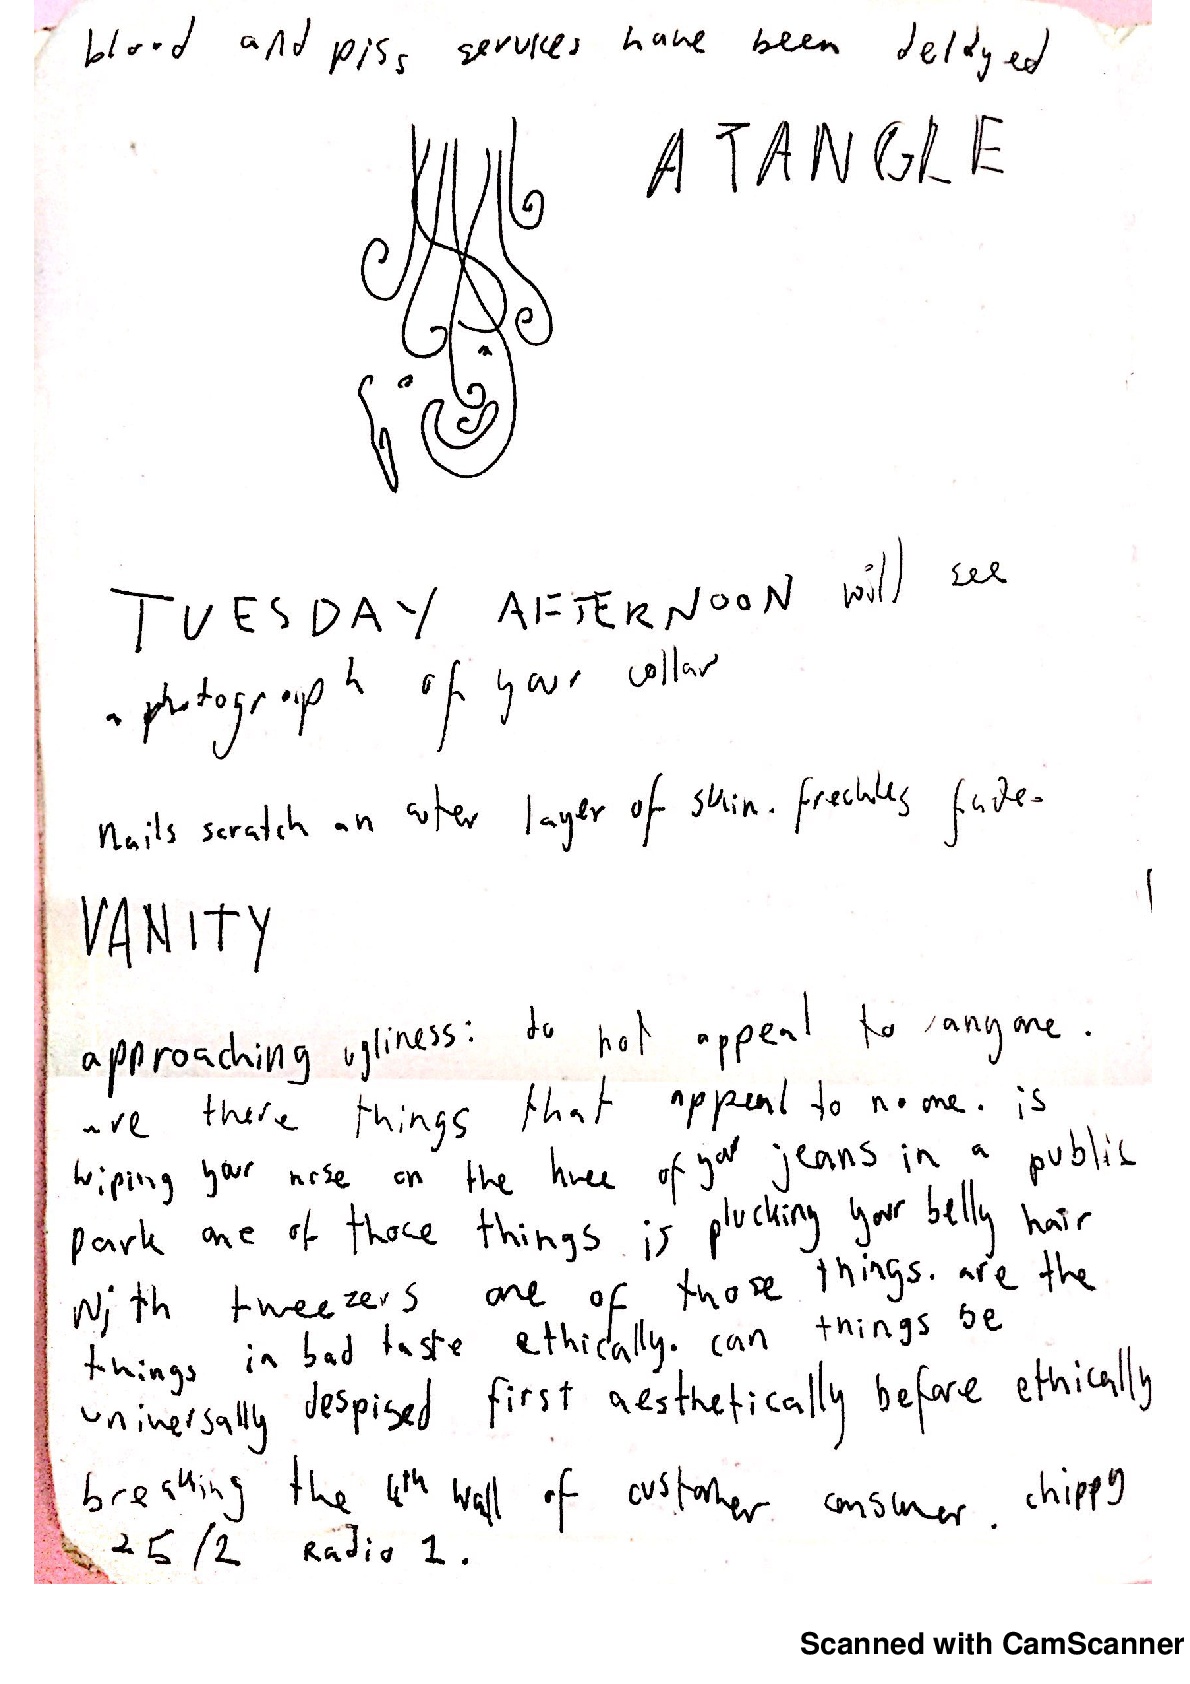 blood and piss services have been delayed
A TANGLE
TUESDAY AFTERNOON will see
a photograph of your collar
Nails scratch an outer layer of skin. freckles fade.
VANITY
approaching ugliness: do not appeal to anyone.
are there things that appeal to no one. is
wiping your nose on the knee of your jeans in a public
park one of those things is plucking your belly hair
with tweezers one of those things. are the
things in bad taste ethically. can things be
universally despised first aesthetically before ethically
breaking the 4th wall of customer consumer. chippy
25/2 Radio 1.
Scanned with CamScanner